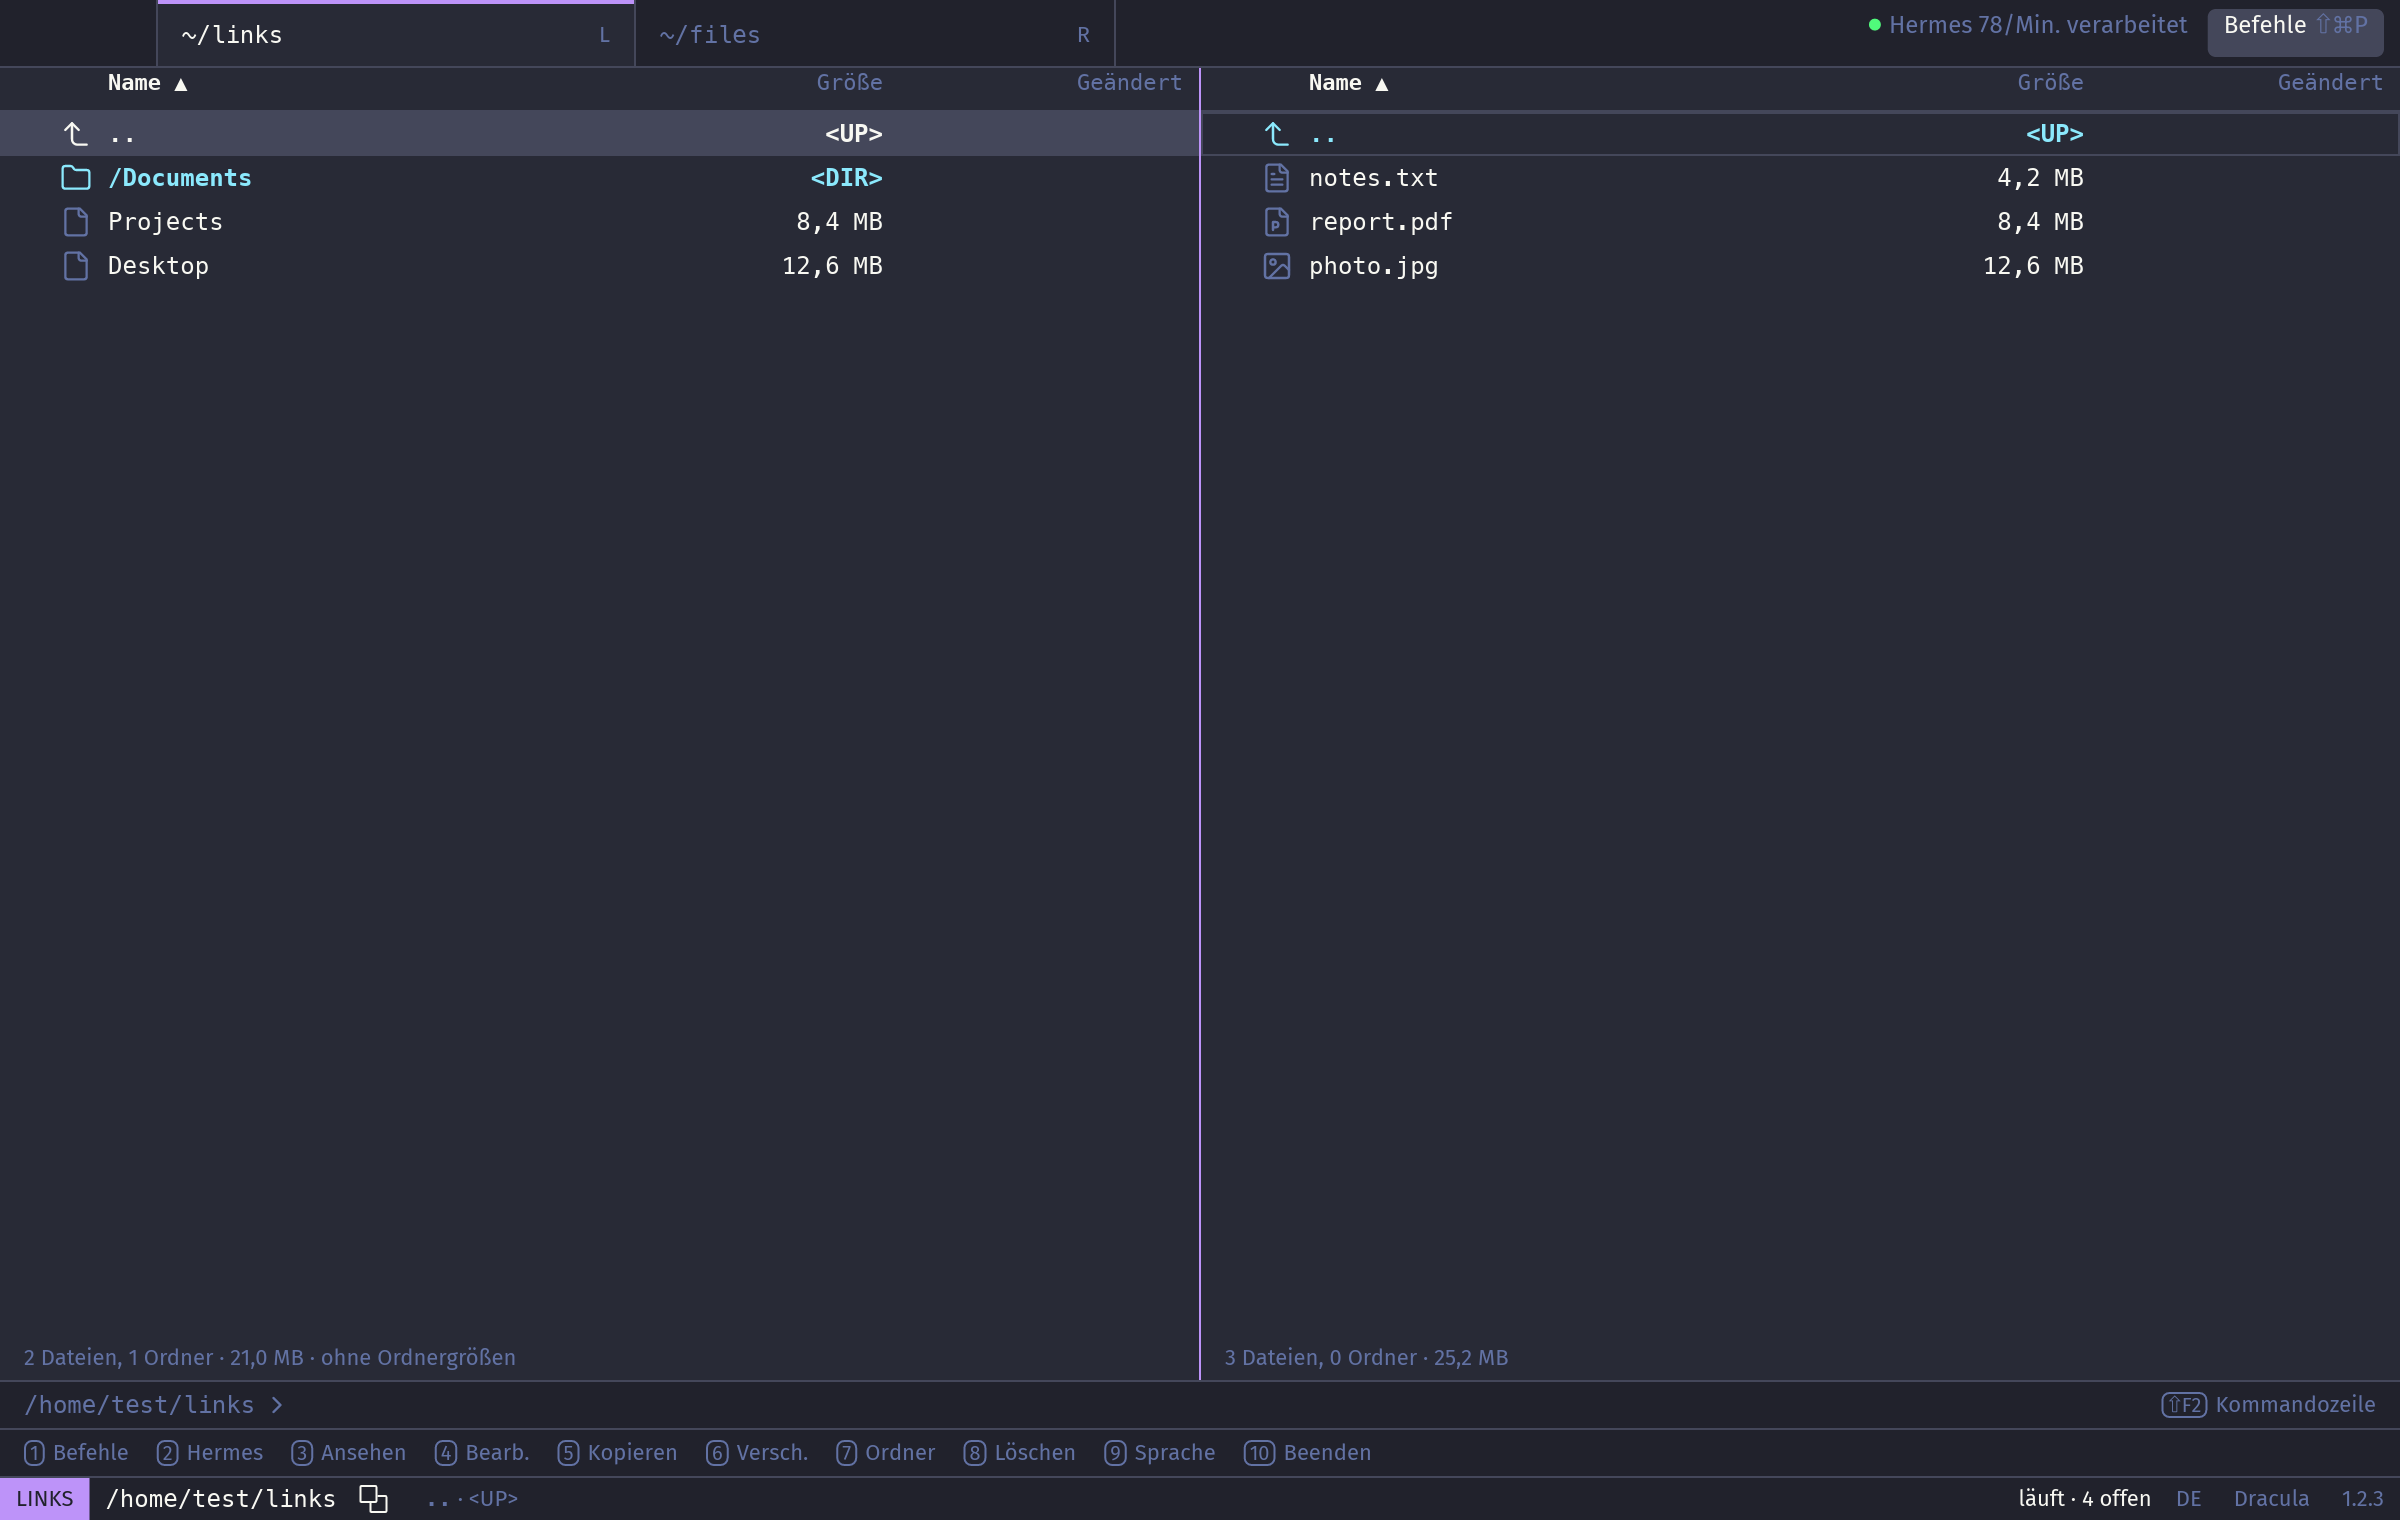 ~/links L ~/files R Hermes 78/Min. verarbeitet Befehle ⇧⌘P
Name ▲ Größe Geändert Name ▲ Größe Geändert
.. <UP> .. <UP>
/Documents <DIR> notes.txt 4,2 MB
Projects 8,4 MB report.pdf 8,4 MB
Desktop 12,6 MB photo.jpg 12,6 MB
2 Dateien, 1 Ordner · 21,0 MB · ohne Ordnergrößen 3 Dateien, 0 Ordner · 25,2 MB
/home/test/links > ⇧F2 Kommandozeile
1 Befehle 2 Hermes 3 Ansehen 4 Bearb. 5 Kopieren 6 Versch. 7 Ordner 8 Löschen 9 Sprache 10 Beenden
LINKS /home/test/links .. · <UP> läuft · 4 offen DE Dracula 1.2.3